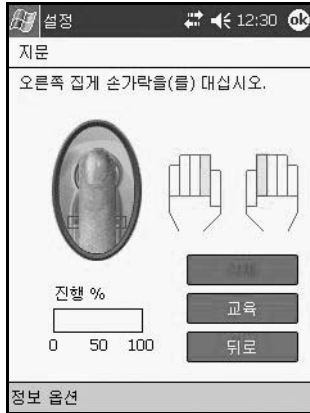 설정 12:30 ok
지문
오른쪽 집게 손가락을(를) 대십시오.
진행 %
0 50 100
교육
뒤로
정보 옵션